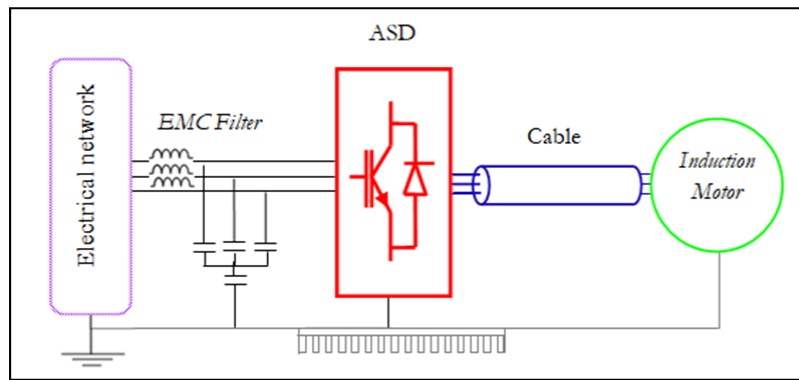 ASD
Electrical network
EMC Filter
Cable
Induction
Motor